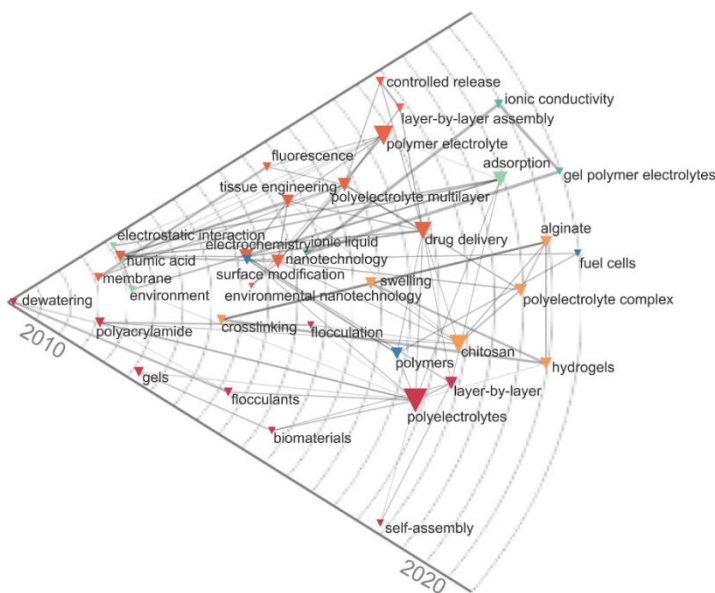 controlled release
ionic conductivity
layer-by-layer assembly
polymer electrolyte
fluorescence
adsorption
gel polymer electrolytes
tissue engineering
polyelectrolyte multilayer
alginate
electrostatic interaction
electrochemistry
ionic liquid
drug delivery
humic acid
nanotechnology
fuel cells
membrane
surface modification
swelling
environment
environmental nanotechnology
polyelectrolyte complex
dewatering
polyacrylamide
crosslinking
flocculation
2010
chitosan
polymers
hydrogels
gels
flocculants
layer-by-layer
polyelectrolytes
biomaterials
self-assembly
2020